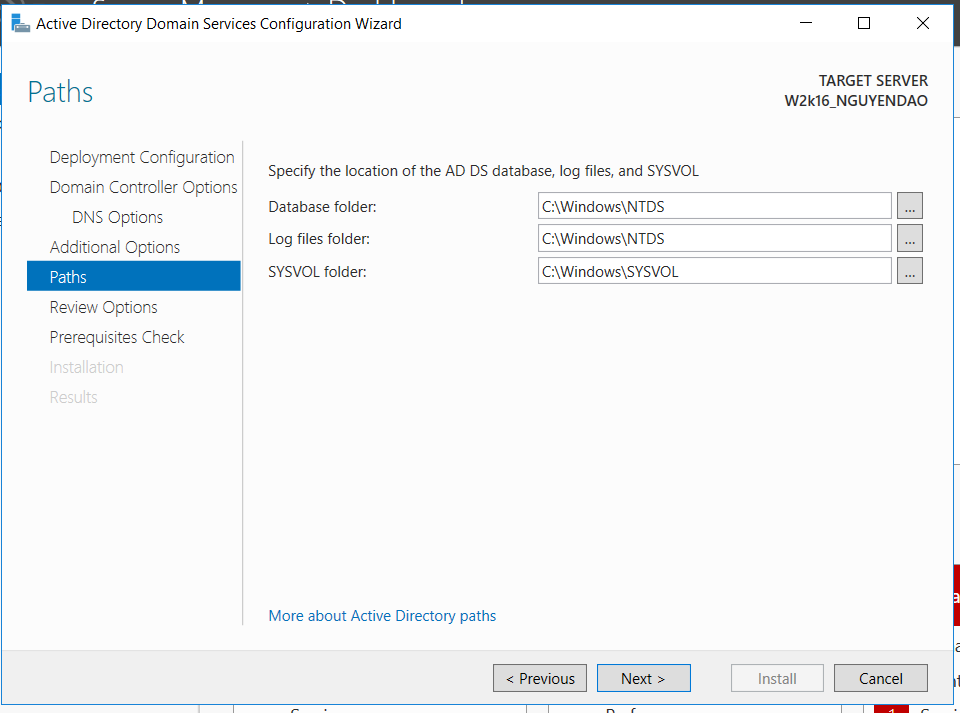 Active Directory Domain Services Configuration Wizard
Paths
TARGET SERVER
W2k16_NGUYENDAO
Deployment Configuration
Domain Controller Options
DNS Options
Additional Options
Paths
Review Options
Prerequisites Check
Installation
Results
Specify the location of the AD DS database, log files, and SYSVOL
Database folder:
C:\Windows\NTDS
...
Log files folder:
C:\Windows\NTDS
...
SYSVOL folder:
C:\Windows\SYSVOL
...
More about Active Directory paths
< Previous
Next >
Install
Cancel